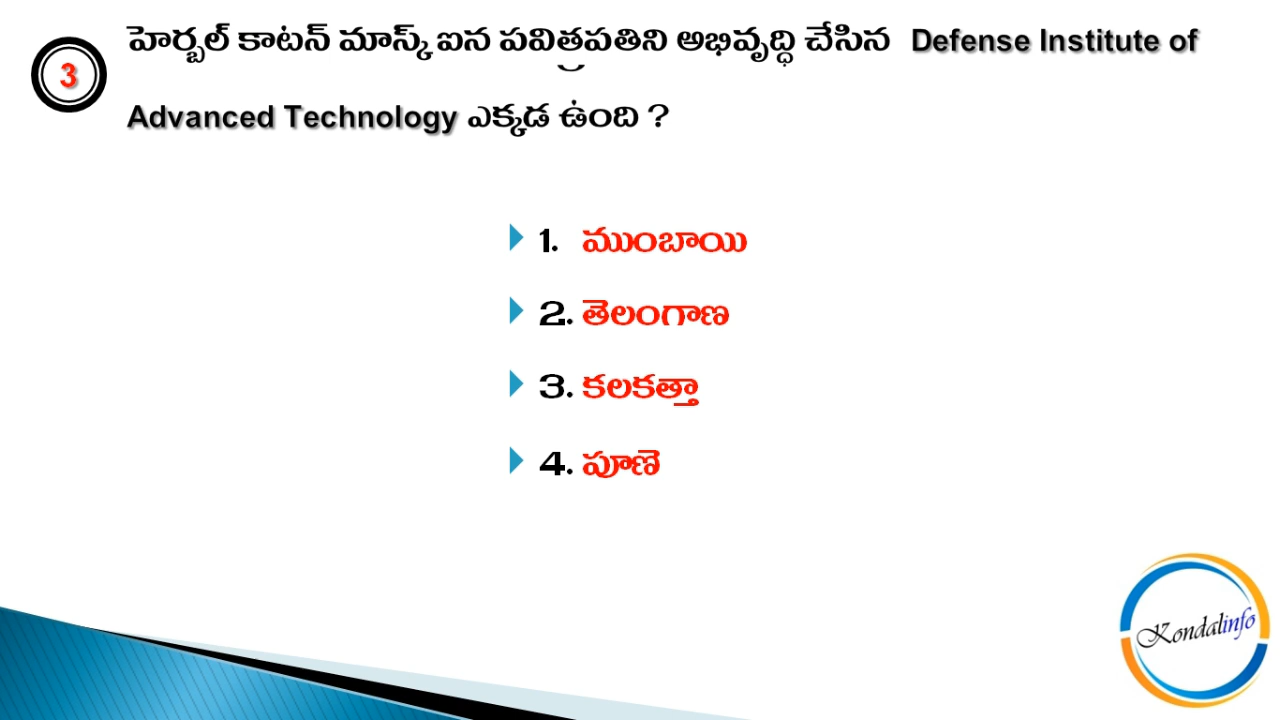 3
హెర్బల్ కాటన్ మాస్క్ ఐన పవిత్రపతిని అభివృద్ధి చేసిన Defense Institute of
Advanced Technology ఎక్కడ ఉంది ?
1. ముంబాయి
2. తెలంగాణ
3. కలకత్తా
4. పూణె
Kondalinfo